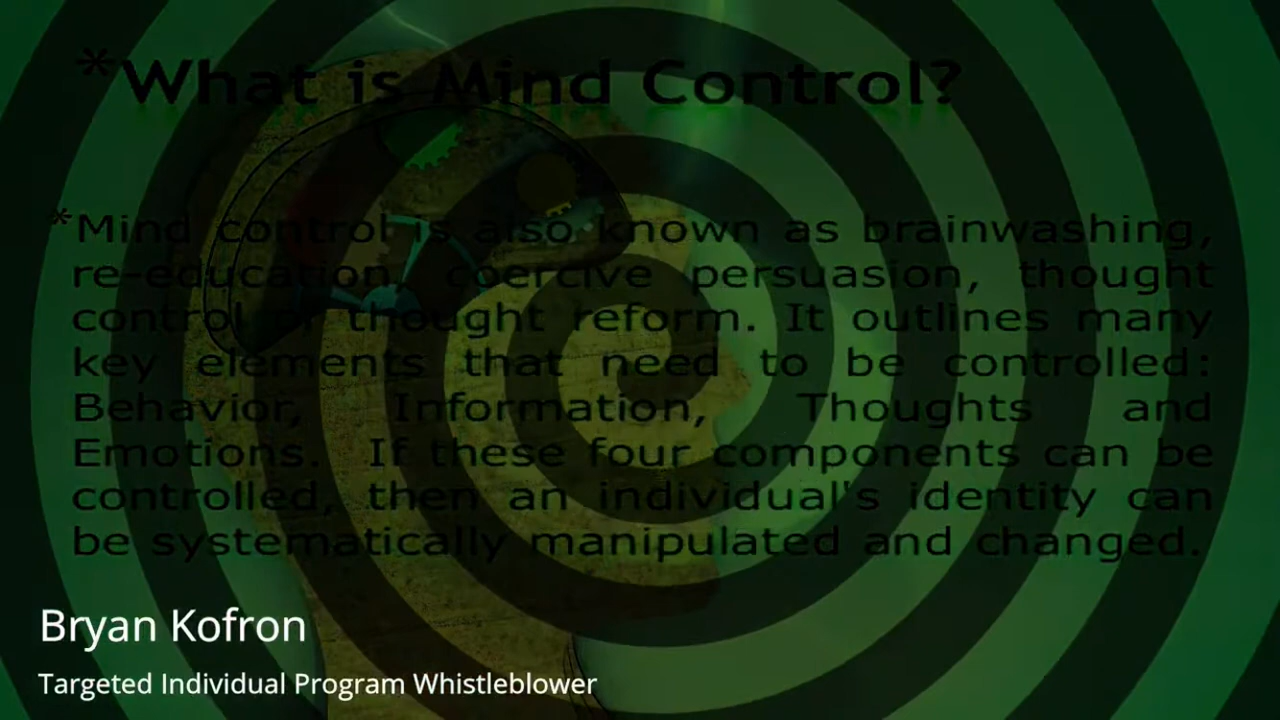 *What is Mind Control?
*Mind control is also known as brainwashing,
re-education, coercive persuasion, thought
control or thought reform. It outlines many
key elements that need to be controlled:
Behavior, Information, Thoughts and
Emotions. If these four components can be
controlled, then an individual's identity can
be systematically manipulated and changed.
Bryan Kofron
Targeted Individual Program Whistleblower